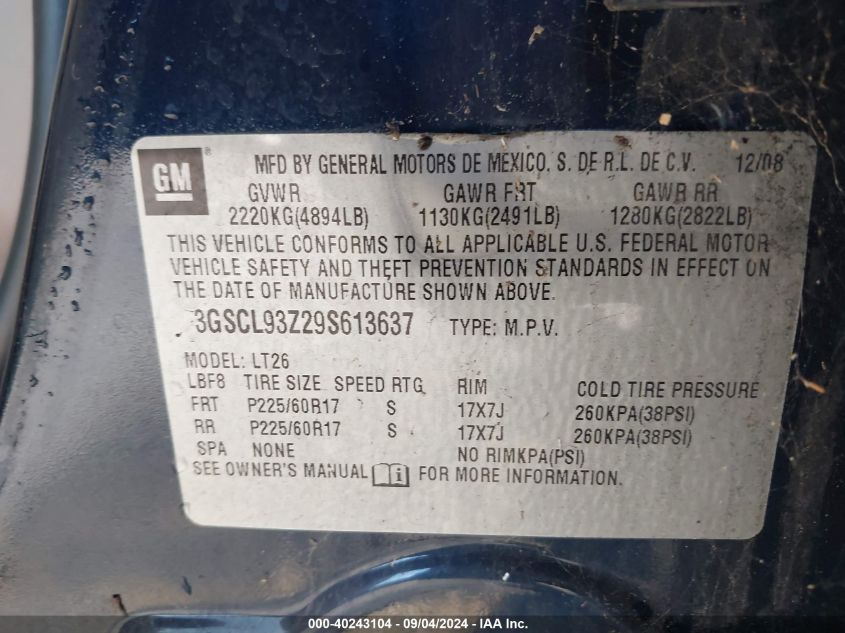 GM ® MFD BY GENERAL MOTORS DE MEXICO, S. DE R.L. DE C.V. 12/08
GVWR GAWR FRT GAWR RR
2220KG(4894LB) 1130KG(2491LB) 1280KG(2822LB)
THIS VEHICLE CONFORMS TO ALL APPLICABLE U.S. FEDERAL MOTOR
VEHICLE SAFETY AND THEFT PREVENTION STANDARDS IN EFFECT ON
THE DATE OF MANUFACTURE SHOWN ABOVE.
3GSCL93Z29S613637 TYPE: M.P.V.
MODEL: LT26
LBF8 TIRE SIZE SPEED RTG RIM COLD TIRE PRESSURE
FRT P225/60R17 S 17X7J 260KPA(38PSI)
RR P225/60R17 S 17X7J 260KPA(38PSI)
SPA NONE NO RIMKPA(PSI)
SEE OWNER'S MANUAL i FOR MORE INFORMATION.
000-40243104 - 09/04/2024 - IAA Inc.